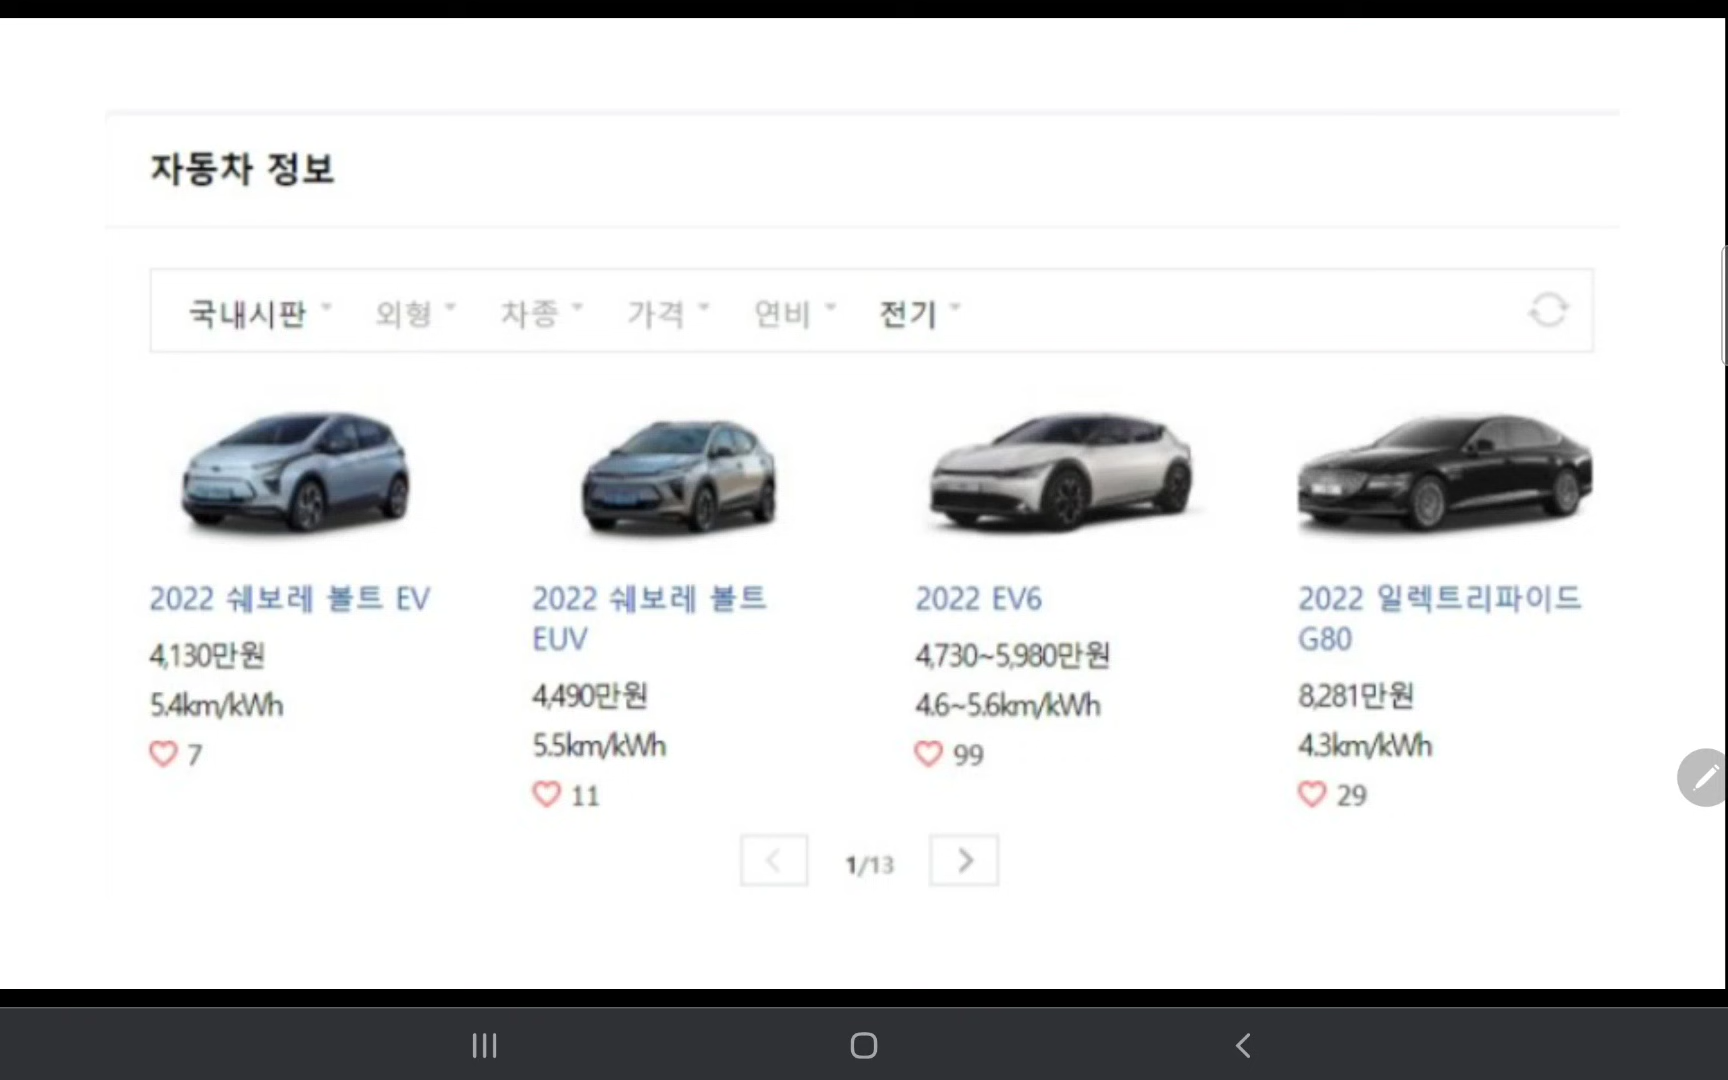 자동차 정보
국내시판 외형 차종 가격 연비 전기
2022 쉐보레 볼트 EV
4,130만원
5.4km/kWh
7
2022 쉐보레 볼트
EUV
4,490만원
5.5km/kWh
11
2022 EV6
4,730~5,980만원
4.6~5.6km/kWh
99
2022 일렉트리파이드
G80
8,281만원
4.3km/kWh
29
1/13